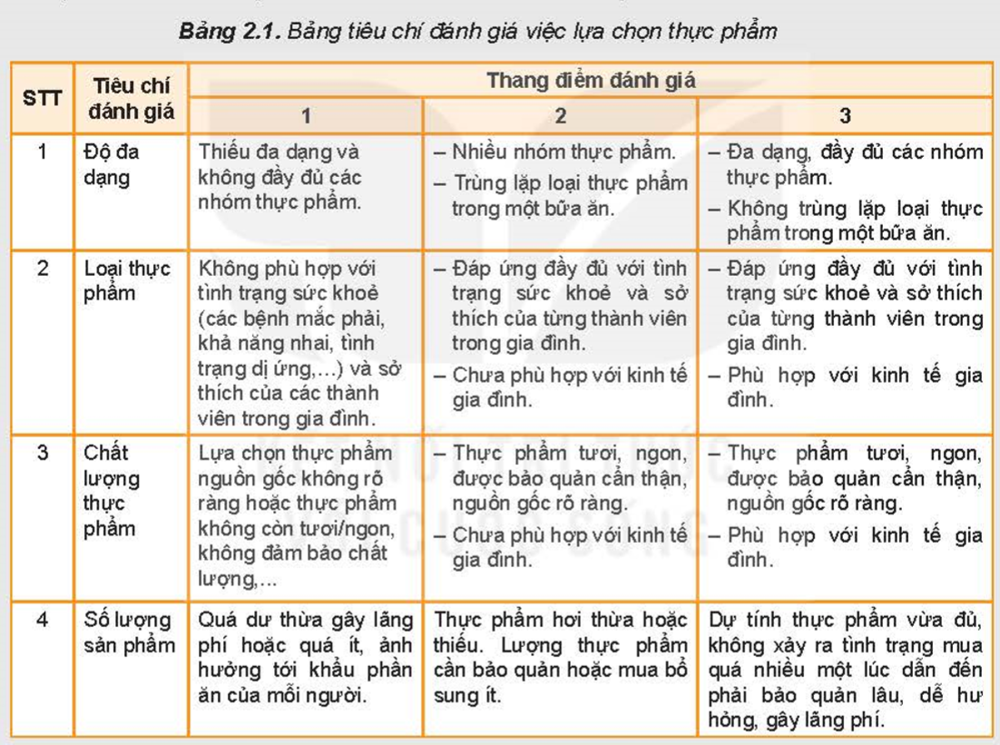 Bảng 2.1. Bảng tiêu chí đánh giá việc lựa chọn thực phẩm
STT
Tiêu chí
đánh giá
Thang điểm đánh giá
1
2
3
1
Độ đa
dạng
Thiếu đa dạng và
không đầy đủ các
nhóm thực phẩm.
– Nhiều nhóm thực phẩm.
– Trùng lặp loại thực phẩm
trong một bữa ăn.
– Đa dạng, đầy đủ các nhóm
thực phẩm.
– Không trùng lặp loại thực
phẩm trong một bữa ăn.
2
Loại thực
phẩm
Không phù hợp với
tình trạng sức khoẻ
(các bệnh mắc phải,
khả năng nhai, tình
trạng dị ứng,...) và sở
thích của các thành
viên trong gia đình.
– Đáp ứng đầy đủ với tình
trạng sức khoẻ và sở
thích của từng thành viên
trong gia đình.
– Chưa phù hợp với kinh tế
gia đình.
– Đáp ứng đầy đủ với tình
trạng sức khoẻ và sở thích
của từng thành viên trong
gia đình.
– Phù hợp với kinh tế gia
đình.
3
Chất
lượng
thực
phẩm
Lựa chọn thực phẩm
nguồn gốc không rõ
ràng hoặc thực phẩm
không còn tươi/ngon,
không đảm bảo chất
lượng,...
– Thực phẩm tươi, ngon,
được bảo quản cẩn thận,
nguồn gốc rõ ràng.
– Chưa phù hợp với kinh tế
gia đình.
– Thực phẩm tươi, ngon,
được bảo quản cẩn thận,
nguồn gốc rõ ràng.
– Phù hợp với kinh tế gia
đình.
4
Số lượng
sản phẩm
Quá dư thừa gây lãng
phí hoặc quá ít, ảnh
hưởng tới khẩu phần
ăn của mỗi người.
Thực phẩm hơi thừa hoặc
thiếu. Lượng thực phẩm
cần bảo quản hoặc mua bổ
sung ít.
Dự tính thực phẩm vừa đủ,
không xảy ra tình trạng mua
quá nhiều một lúc dẫn đến
phải bảo quản lâu, dễ hư
hỏng, gây lãng phí.
KẾT NỐI TRI THỨC
VỚI CUỘC SỐNG